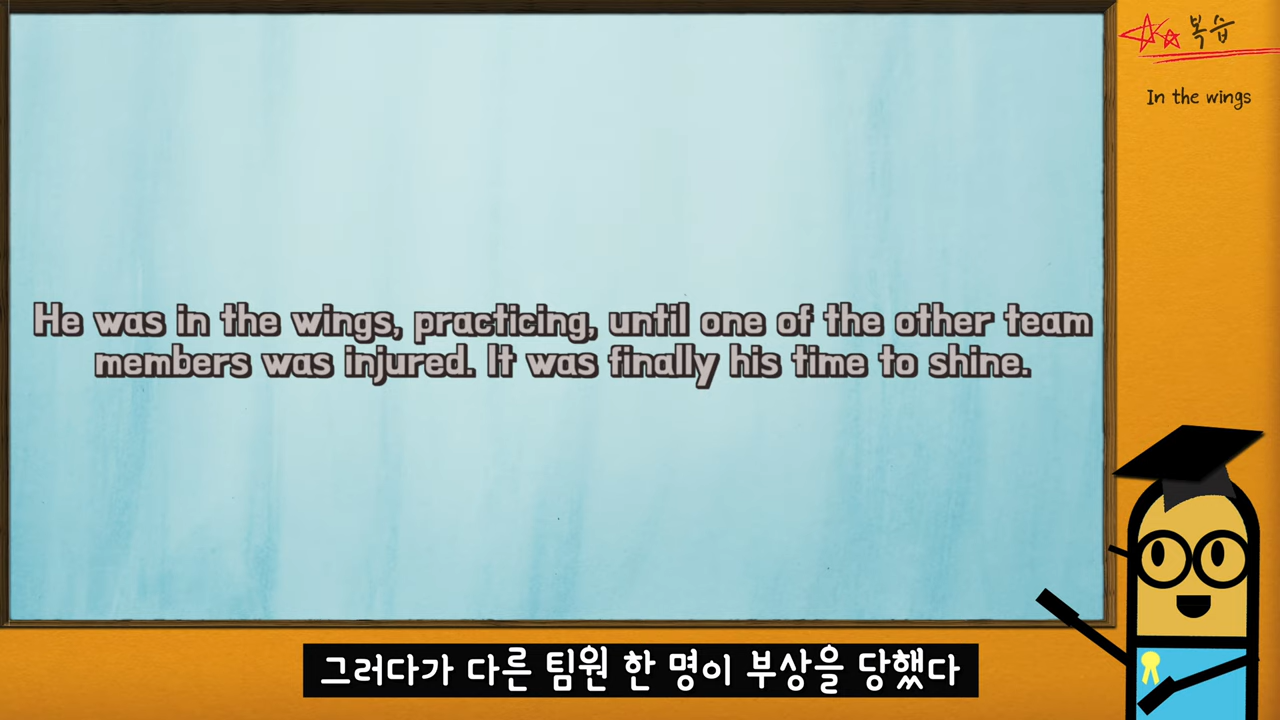 복습
In the wings
He was in the wings, practicing, until one of the other team
members was injured. It was finally his time to shine.
그러다가 다른 팀원 한 명이 부상을 당했다